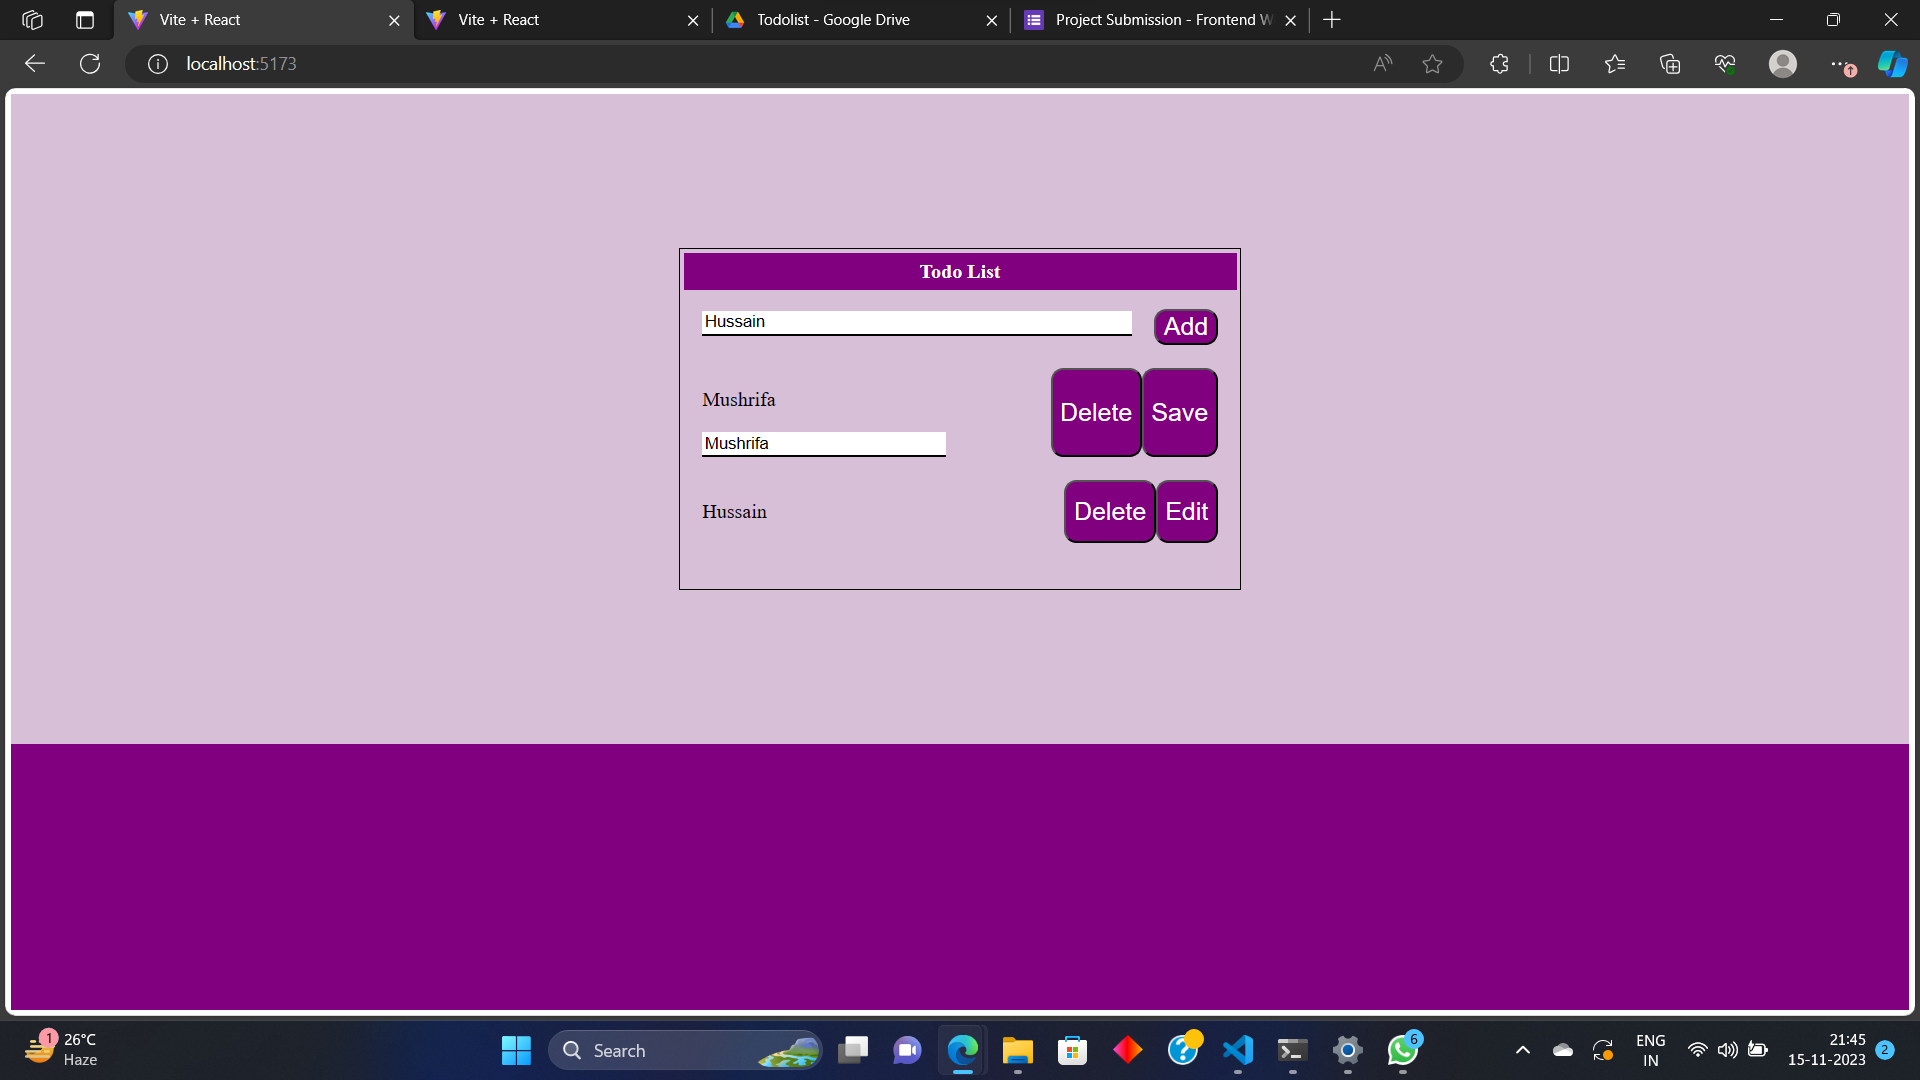 Vite + React
Vite + React
Todolist - Google Drive
Project Submission - Frontend W
localhost:5173
Todo List
Hussain
Add
Mushrifa
Delete
Save
Mushrifa
Hussain
Delete
Edit
1
26°C
Haze
Search
6
ENG
IN
21:45
15-11-2023
2